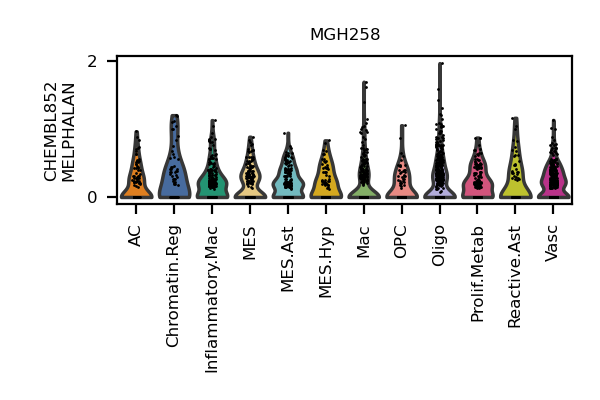 MGH258
CHEMBL852
MELPHALAN
2
0
AC
Chromatin.Reg
Inflammatory.Mac
MES
MES.Ast
MES.Hyp
Mac
OPC
Oligo
Prolif.Metab
Reactive.Ast
Vasc